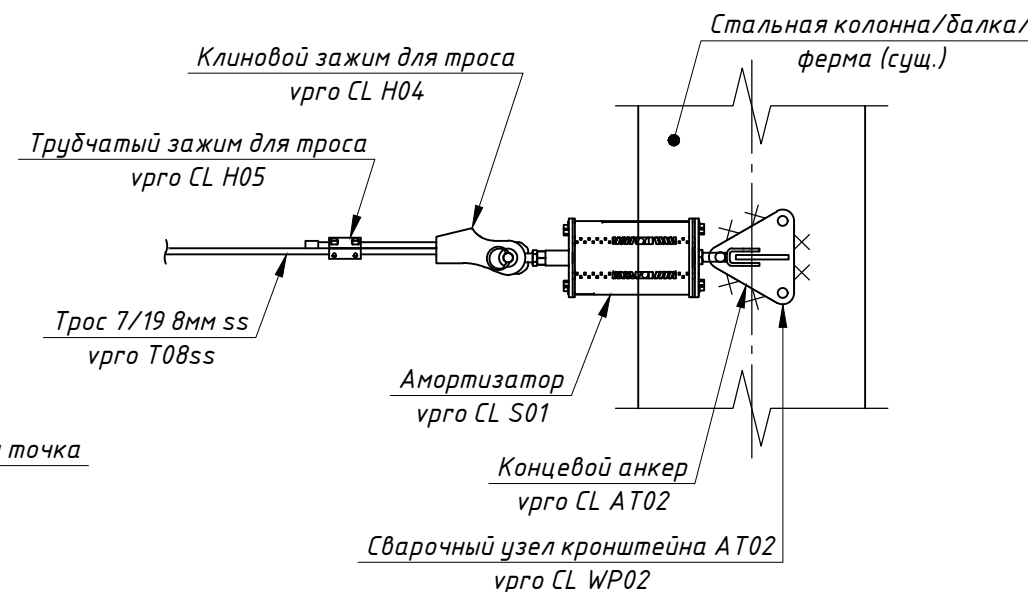 Стальная колонна/балка/
ферма (сущ.)
Клиновой зажим для троса
vpro CL H04
Трубчатый зажим для троса
vpro CL H05
Трос 7/19 8мм ss
vpro T08ss
Амортизатор
vpro CL S01
точка
Концевой анкер
vpro CL AT02
Сварочный узел кронштейна AT02
vpro CL WP02